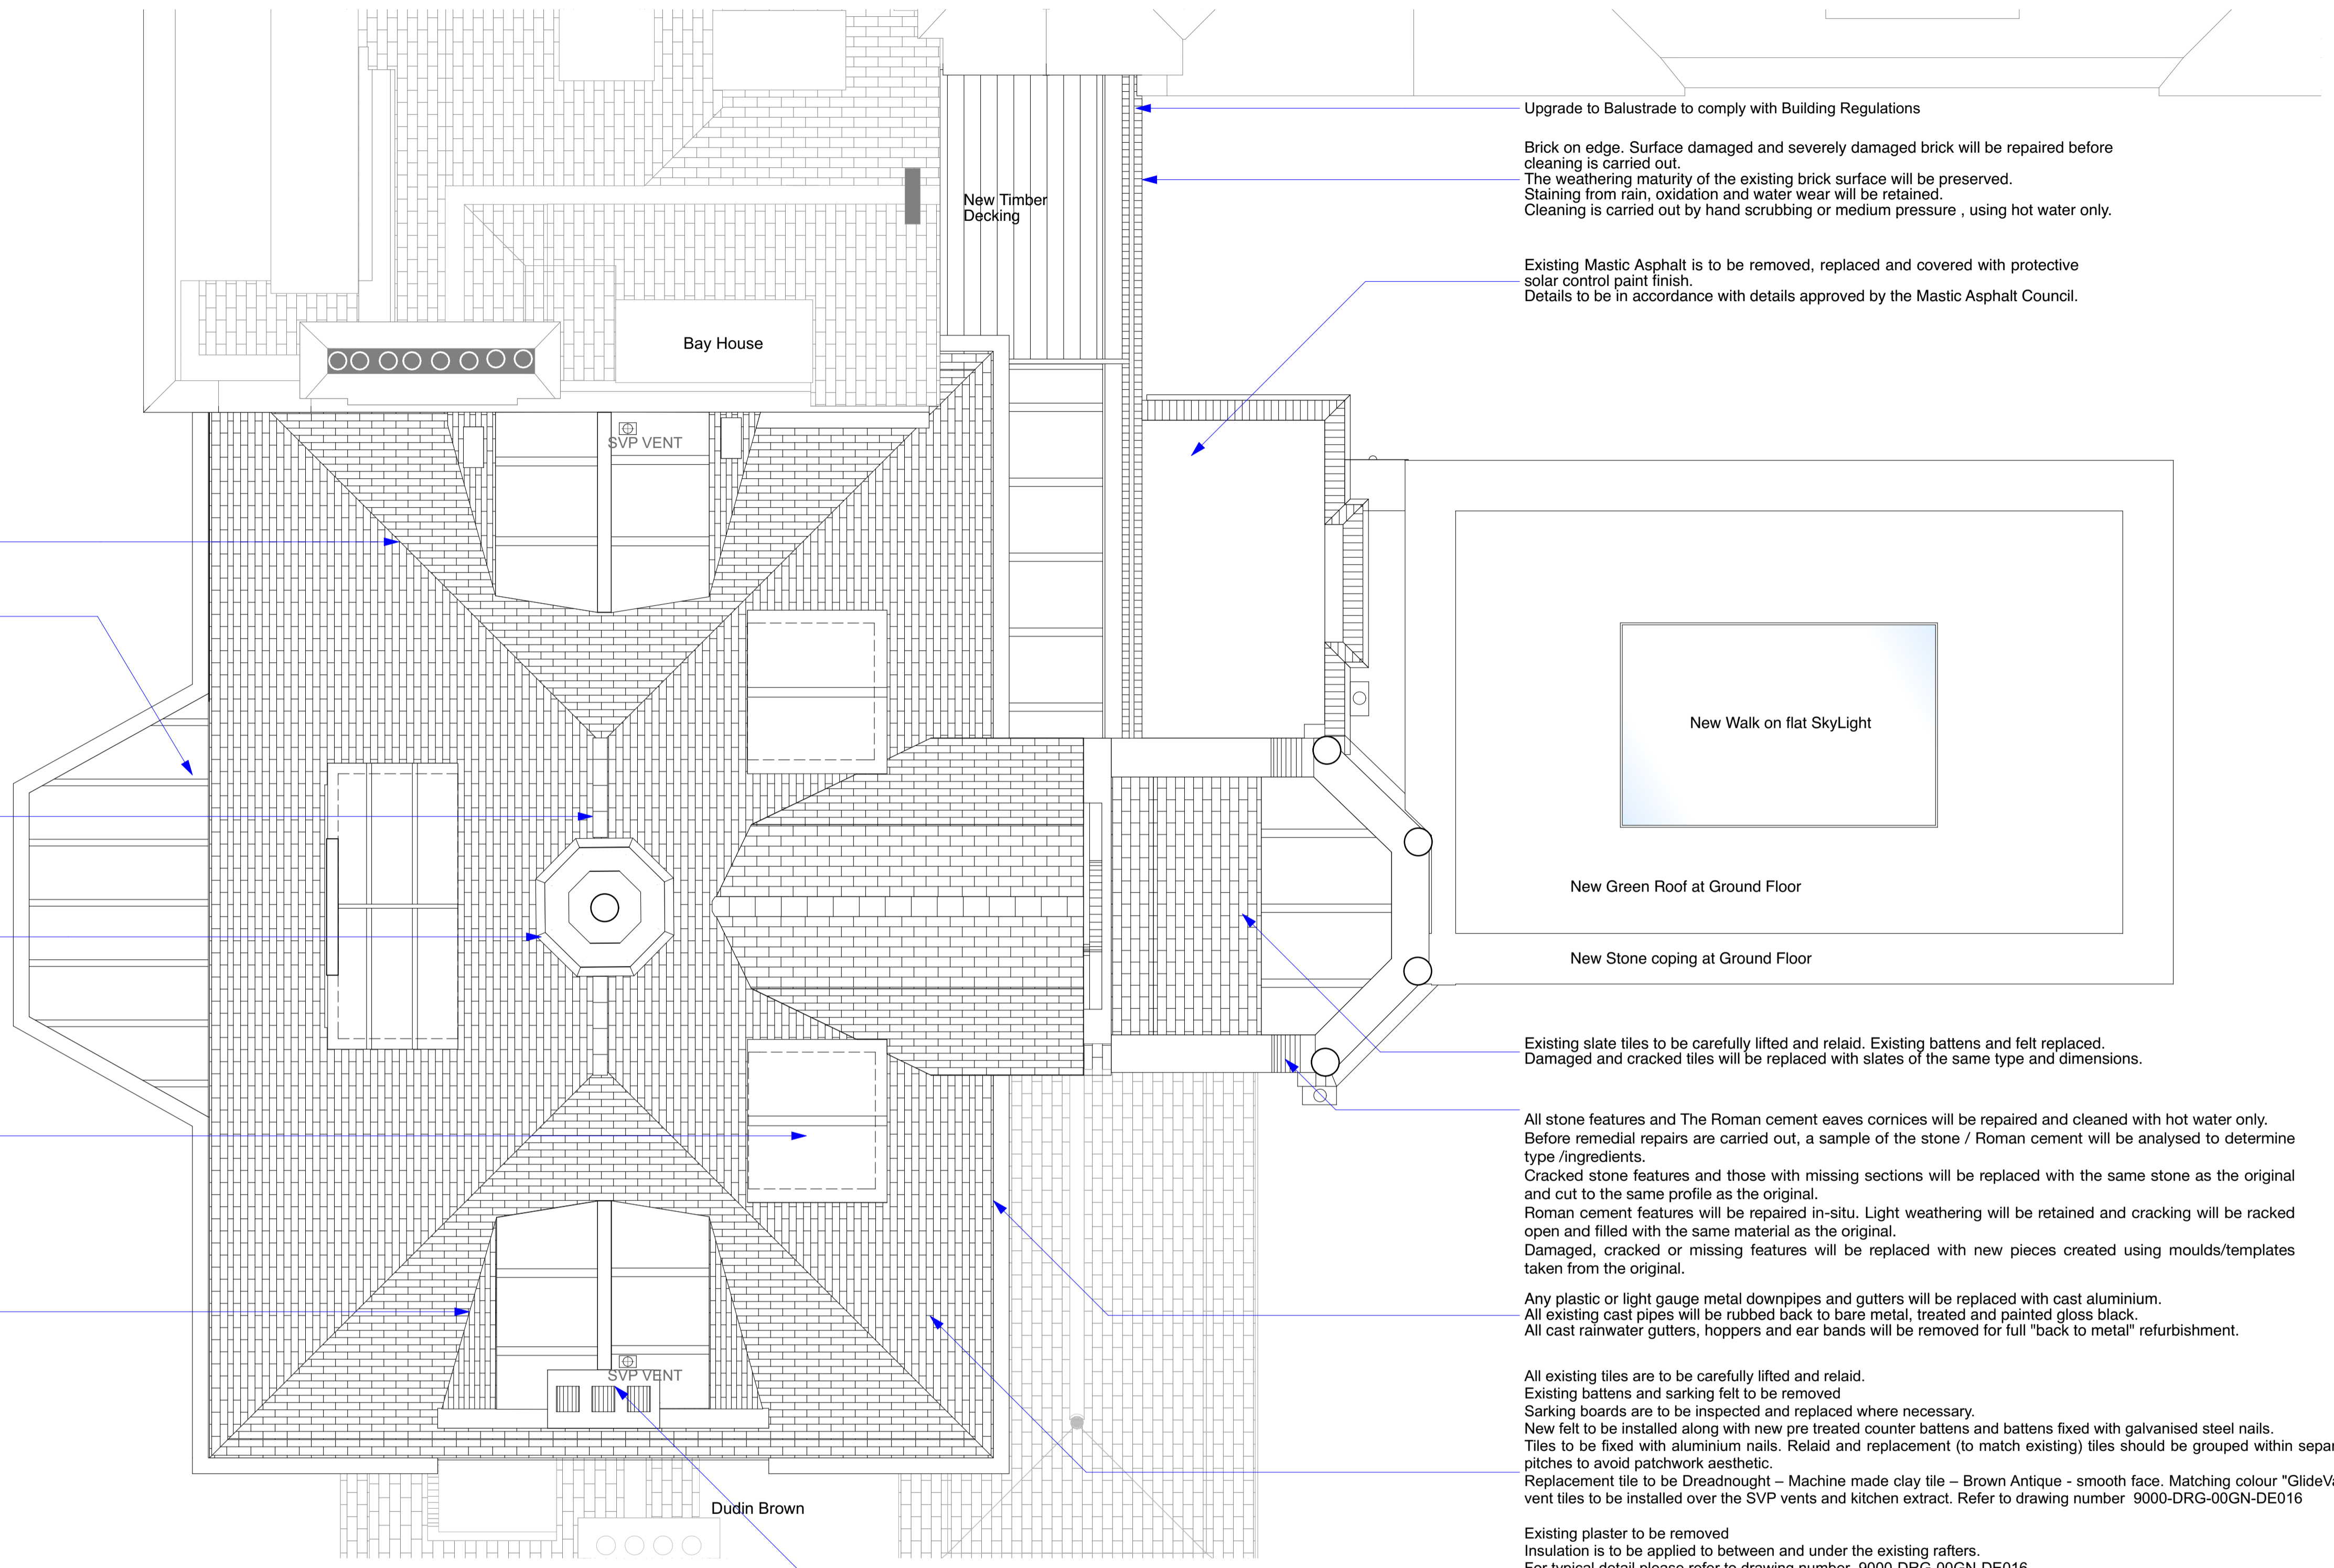 Upgrade to Balustrade to comply with Building Regulations
Brick on edge. Surface damaged and severely damaged brick will be repaired before
cleaning is carried out.
The weathering maturity of the existing brick surface will be preserved.
Staining from rain, oxidation and water wear will be retained.
Cleaning is carried out by hand scrubbing or medium pressure , using hot water only.
New Timber
Decking
Existing Mastic Asphalt is to be removed, replaced and covered with protective
solar control paint finish.
Details to be in accordance with details approved by the Mastic Asphalt Council.
Bay House
SVP VENT
New Walk on flat SkyLight
New Green Roof at Ground Floor
New Stone coping at Ground Floor
Existing slate tiles to be carefully lifted and relaid. Existing battens and felt replaced.
Damaged and cracked tiles will be replaced with slates of the same type and dimensions.
All stone features and The Roman cement eaves cornices will be repaired and cleaned with hot water only.
Before remedial repairs are carried out, a sample of the stone / Roman cement will be analysed to determine
type /ingredients.
Cracked stone features and those with missing sections will be replaced with the same stone as the original
and cut to the same profile as the original.
Roman cement features will be repaired in-situ. Light weathering will be retained and cracking will be racked
open and filled with the same material as the original.
Damaged, cracked or missing features will be replaced with new pieces created using moulds/templates
taken from the original.
Any plastic or light gauge metal downpipes and gutters will be replaced with cast aluminium.
All existing cast pipes will be rubbed back to bare metal, treated and painted gloss black.
All cast rainwater gutters, hoppers and ear bands will be removed for full "back to metal" refurbishment.
SVP VENT
All existing tiles are to be carefully lifted and relaid.
Existing battens and sarking felt to be removed
Sarking boards are to be inspected and replaced where necessary.
New felt to be installed along with new pre treated counter battens and battens fixed with galvanised steel nails.
Tiles to be fixed with aluminium nails. Relaid and replacement (to match existing) tiles should be grouped within
pitches to avoid patchwork aesthetic.
Replacement tile to be Dreadnought – Machine made clay tile – Brown Antique - smooth face. Matching colour
vent tiles to be installed over the SVP vents and kitchen extract. Refer to drawing number 9000-DRG-00GN-DE016
Dudin Brown
Existing plaster to be removed
Insulation is to be applied to between and under the existing rafters.
For typical detail please refer to drawing number 9000-DRG-00GN-DE016